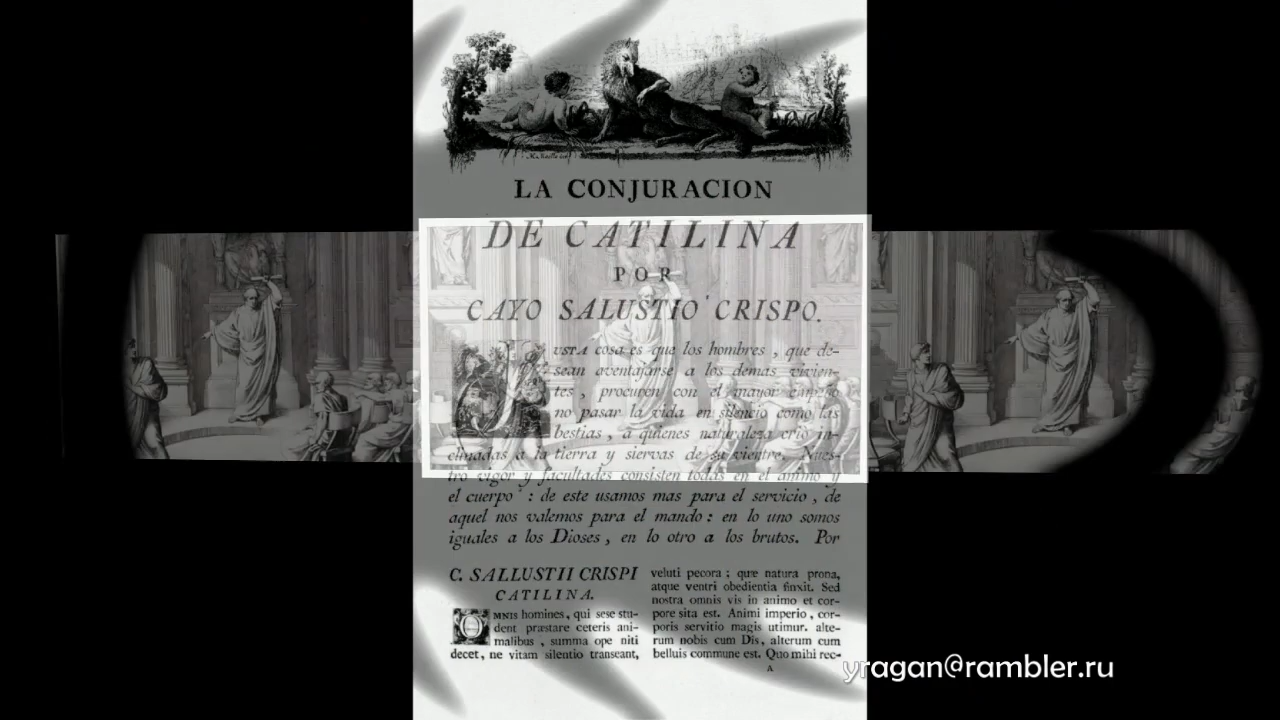 LA CONJURACION
DE CATILINA
POR
CAYO SALUSTIO CRISPO.
USTA cosa es que los hombres, que de-
sean aventajarse a los demas vivien-
tes, procuren con el mayor empeño
no pasar la vida en silencio como las
bestias, a quienes naturaleza crio in-
clinadas a la tierra y siervas de su vientre. Nues-
tro vigor y facultades consisten todas en el animo y
el cuerpo: de este usamos mas para el servicio, de
aquel nos valemos para el mando: en lo uno somos
iguales a los Dioses, en lo otro a los brutos. Por
C. SALLUSTII CRISPI
CATILINA.
OMNIS homines, qui sese stu-
dent præstare ceteris ani-
malibus, summa ope niti
decet, ne vitam silentio transeant,
veluti pecora; quæ natura prona,
atque ventri obedientia finxit. Sed
nostra omnis vis in animo et cor-
pore sita est. Animi imperio, cor-
poris servitio magis utimur. alte-
rum nobis cum Dis, alterum cum
belluis commune est. Quo mihi rec-
A
yragan@rambler.ru